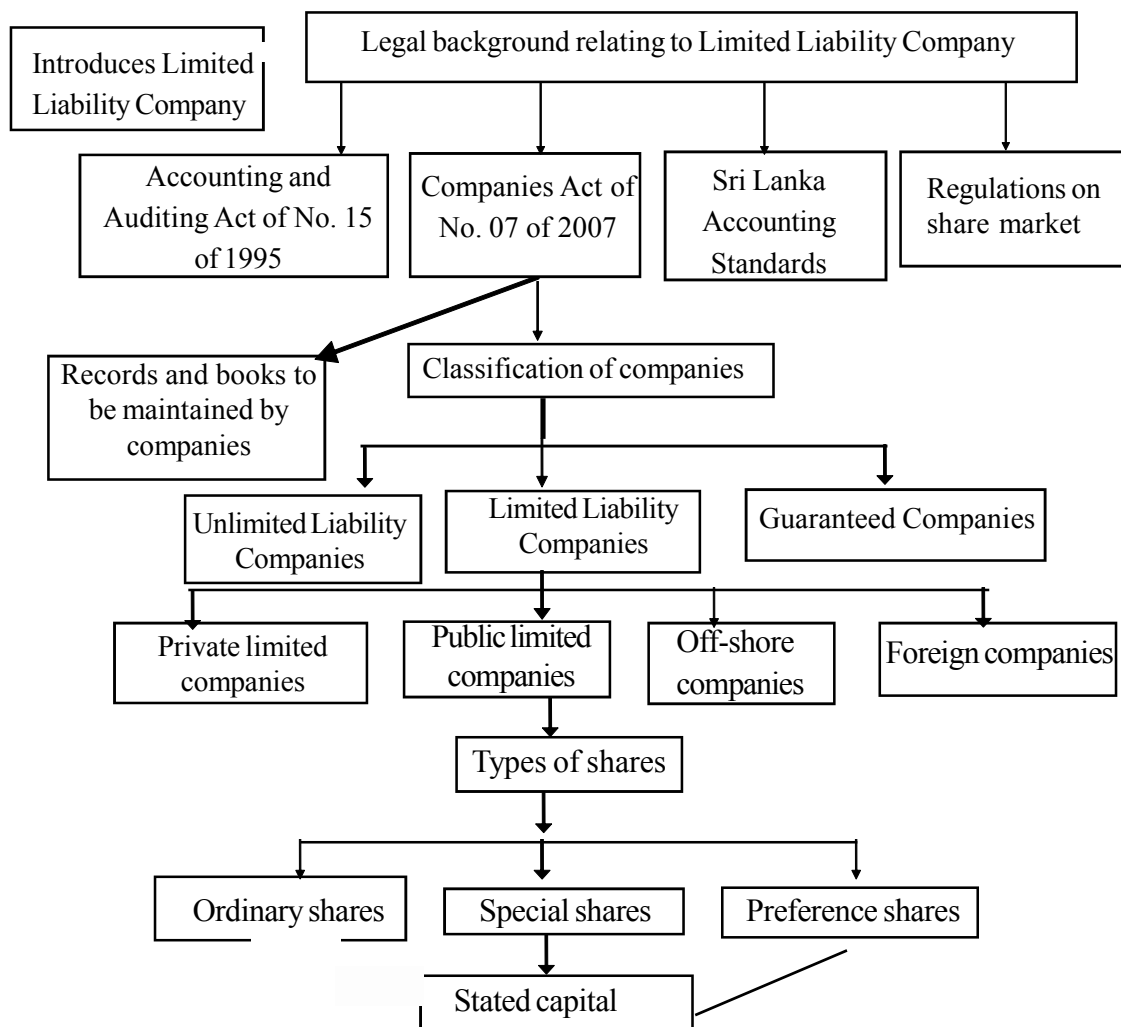 Legal background relating to Limited Liability Company
Introduces Limited
Liability Company
Accounting and
Auditing Act of No. 15
of 1995
Companies Act of
No. 07 of 2007
Sri Lanka
Accounting
Standards
Regulations on
share market
Records and books to
be maintained by
companies
Classification of companies
Unlimited Liability
Companies
Limited Liability
Companies
Guaranteed Companies
Private limited
companies
Public limited
companies
Off-shore
companies
Foreign companies
Types of shares
Ordinary shares
Special shares
Preference shares
Stated capital